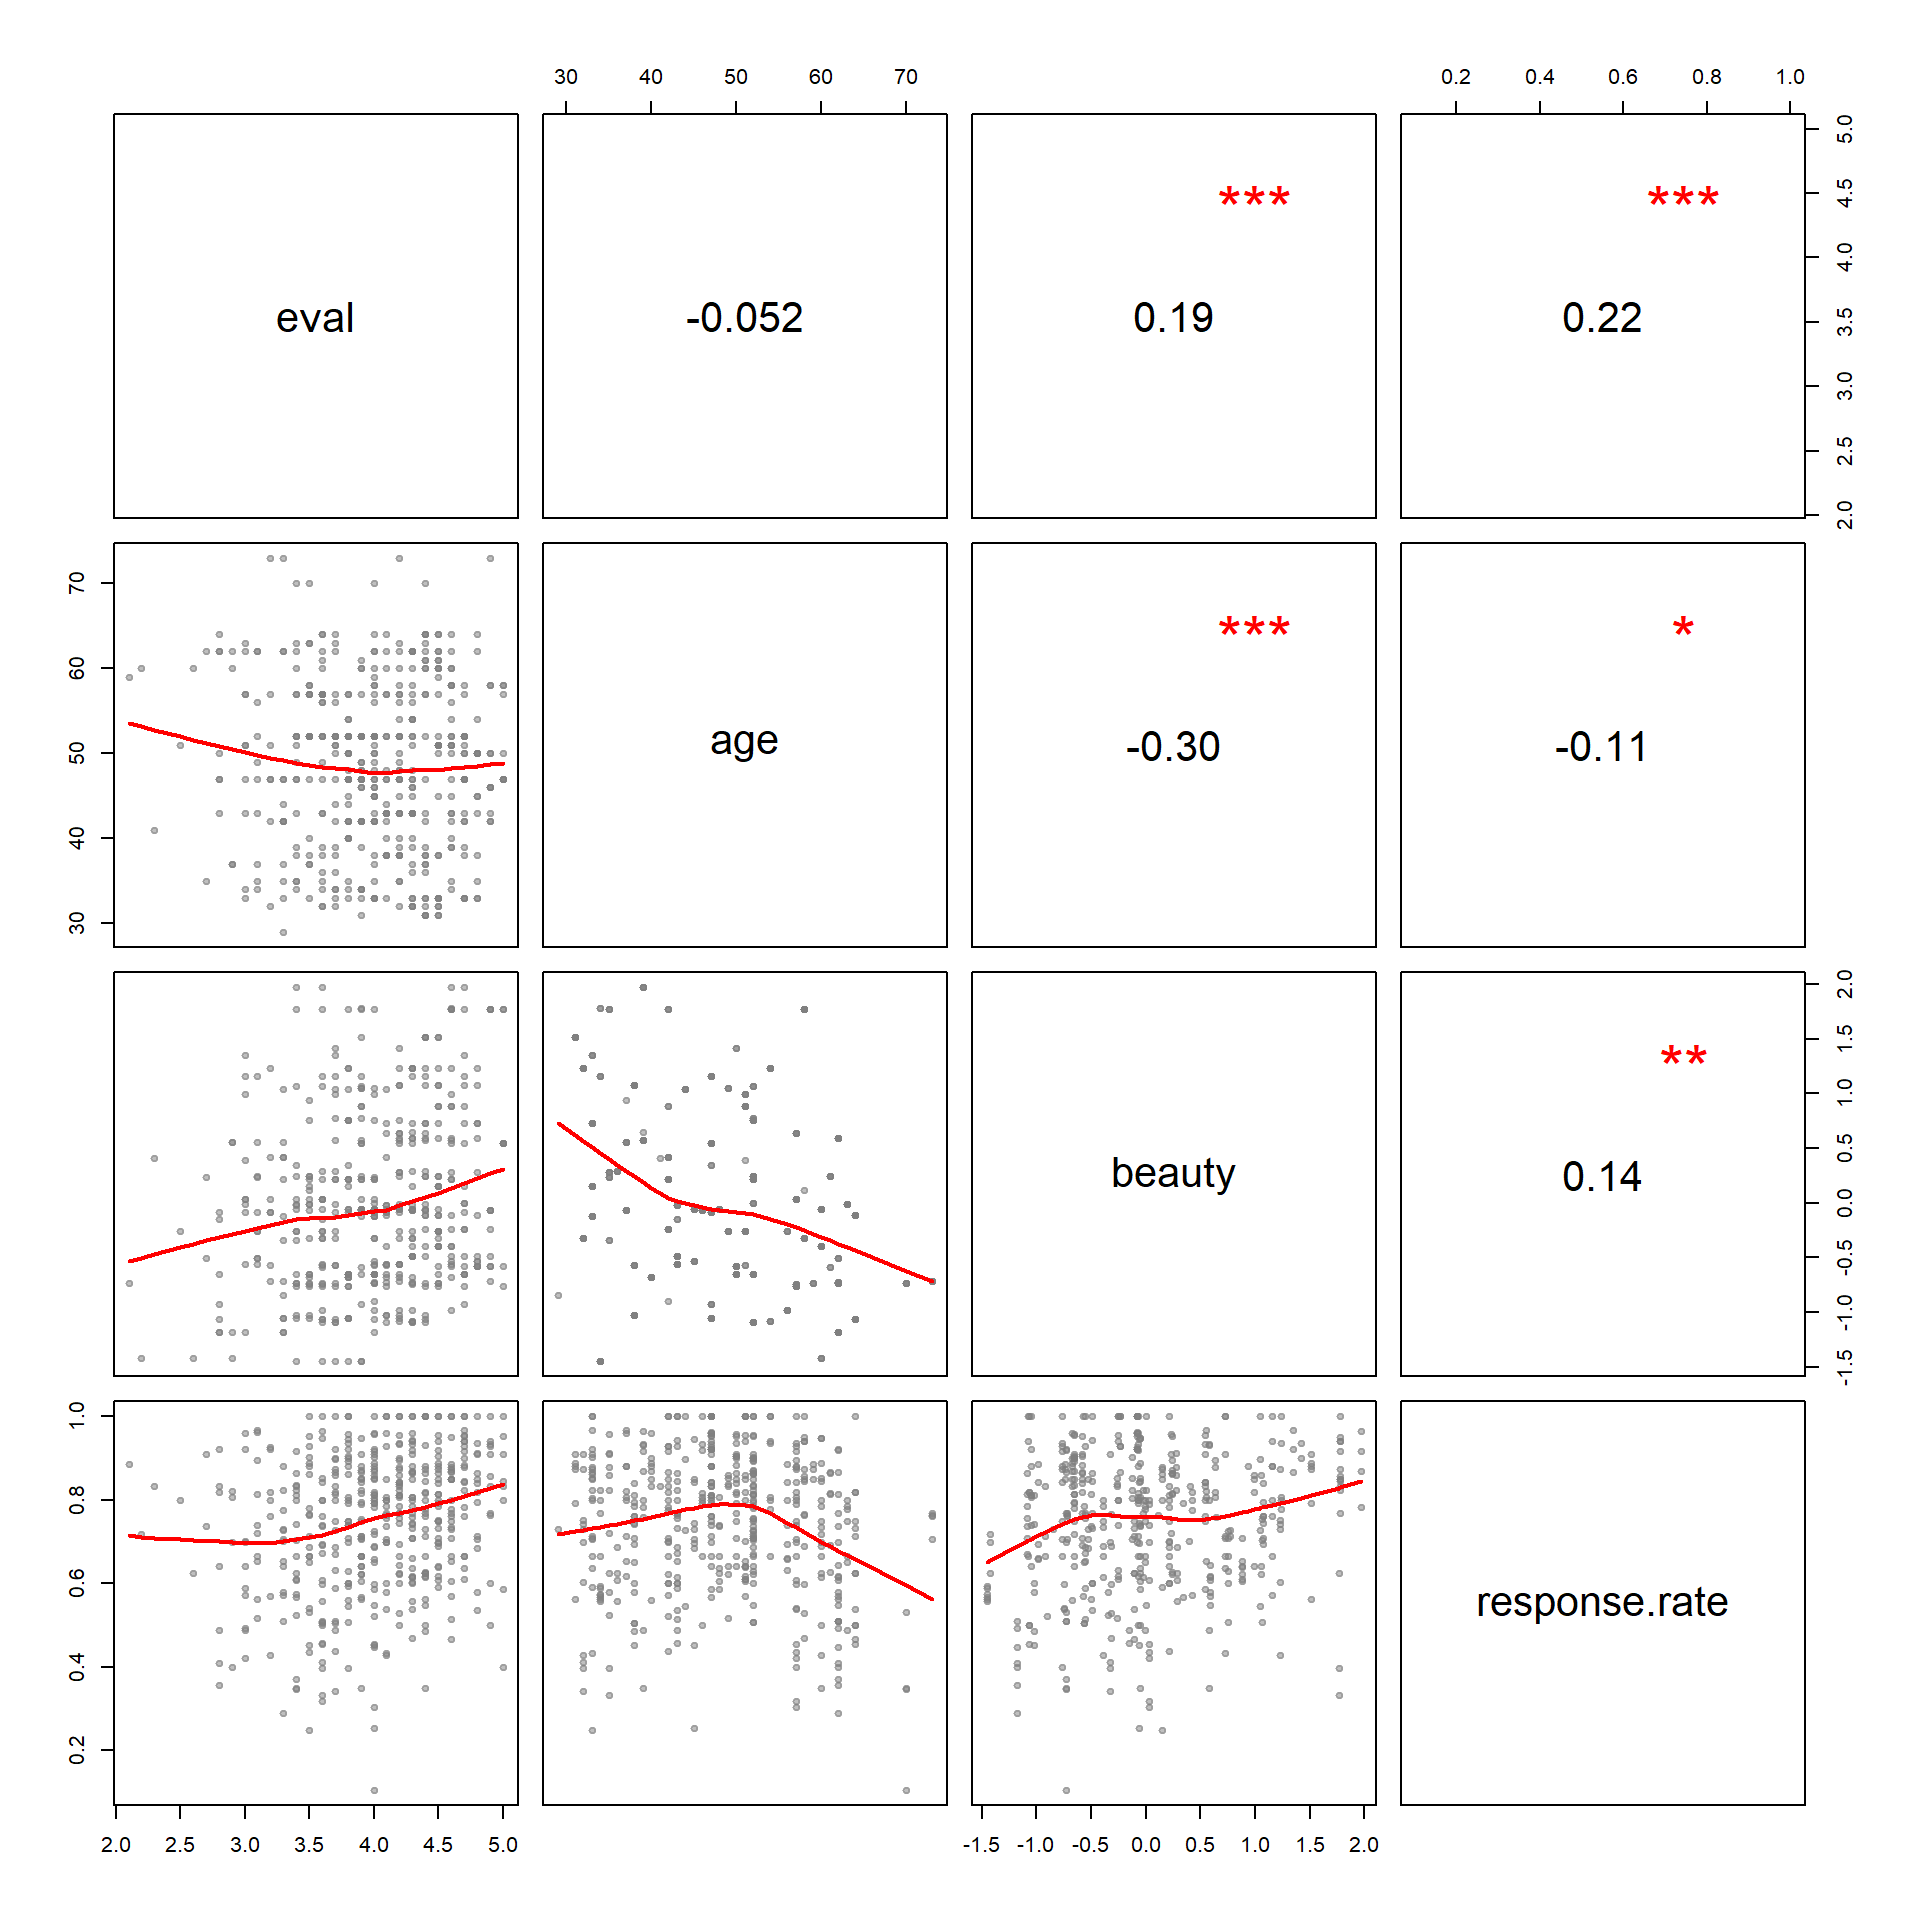 30 40 50 60 70 0.2 0.4 0.6 0.8 1.0
*** ***
eval -0.052 0.19 0.22
2.0 2.5 3.0 3.5 4.0 4.5 5.0
*** *
age -0.30 -0.11
30 40 50 60 70
**
beauty 0.14
-1.5 -1.0 -0.5 0.0 0.5 1.0 1.5 2.0
response.rate
0.2 0.4 0.6 0.8 1.0
2.0 2.5 3.0 3.5 4.0 4.5 5.0 -1.5 -1.0 -0.5 0.0 0.5 1.0 1.5 2.0